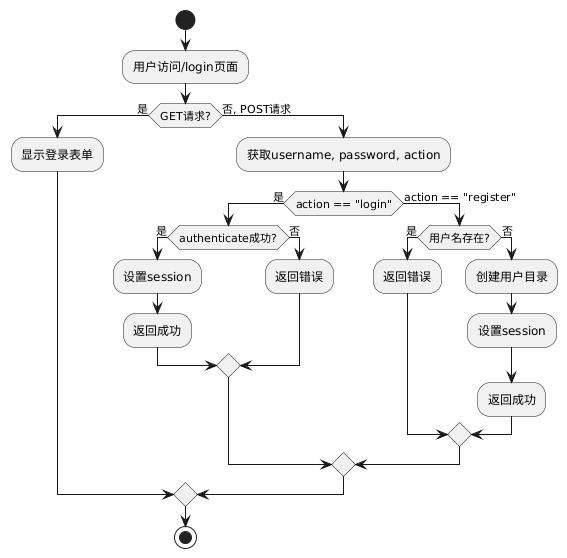 用户访问/login页面
是
GET请求?
否, POST请求
显示登录表单
获取username, password, action
是
action == "login"
action == "register"
是
authenticate成功?
否
是
用户名存在?
否
设置session
返回错误
返回错误
创建用户目录
返回成功
设置session
返回成功